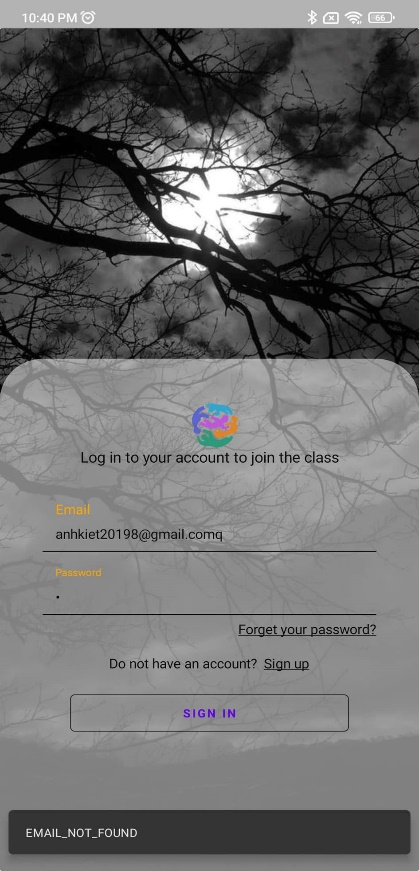 10:40 PM
66
Log in to your account to join the class
Email
anhkiet20198@gmail.comq
Password
Forget your password?
Do not have an account? Sign up
SIGN IN
EMAIL_NOT_FOUND